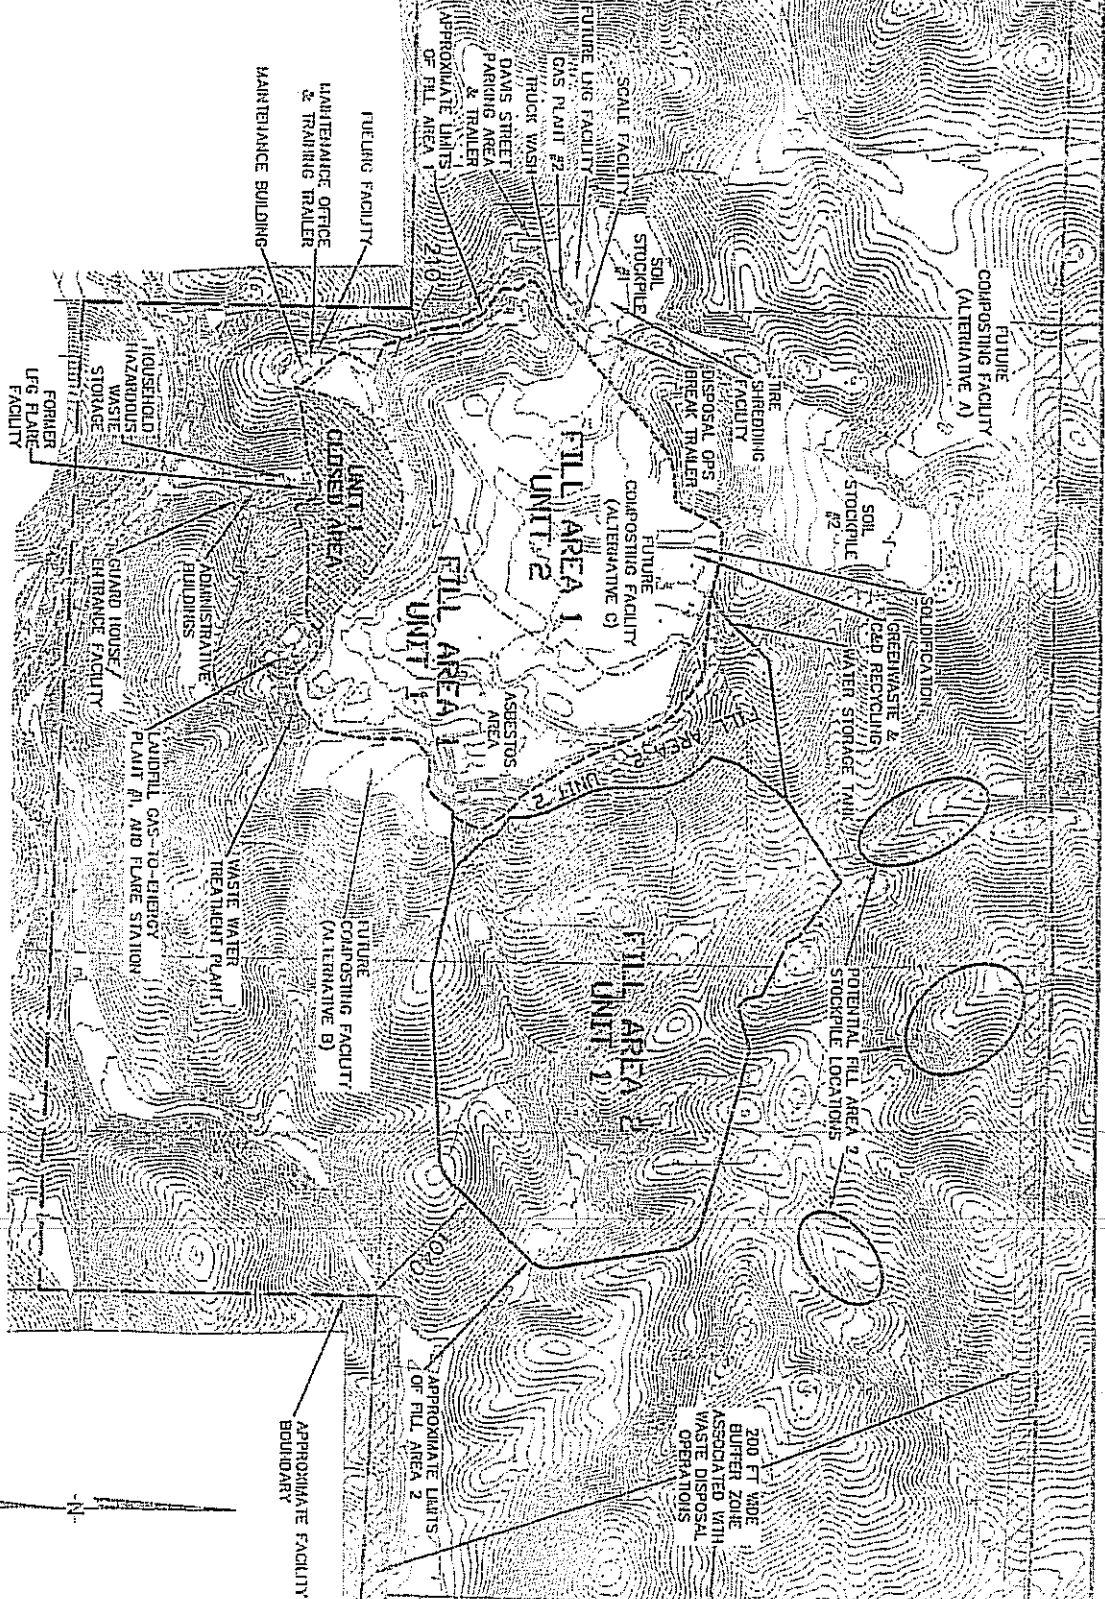 FUTURE
COMPOSTING FACILITY
(ALTERNATIVE A)
SOLIDIFICATION
GREENWASTE &
C&D RECYCLING
WATER STORAGE TANK
SOIL
STOCKPILE
#2
TIRE
SHREDDING
FACILITY
DISPOSAL OPS
BREAK TRAILER
SOIL
STOCKPILE
#1
SCALE FACILITY
FUTURE LNG FACILITY
GAS PLANT #2
TRUCK WASH
DAVIS STREET
PARKING AREA
& TRAILER
APPROXIMATE LIMITS
OF FILL AREA 1
FUELING FACILITY
MAINTENANCE OFFICE
& TRAINING TRAILER
MAINTENANCE BUILDING
FUTURE
COMPOSTING FACILITY
(ALTERNATIVE C)
FILL AREA 1
UNIT 2
FILL AREA 1
UNIT 1
ASBESTOS
AREA
UNIT 1
CLOSED AREA
FILL AREA 2
UNIT 2
FILL AREA 2
UNIT 1
POTENTIAL FILL AREA 2
STOCKPILE LOCATIONS
200 FT WIDE
BUFFER ZONE
ASSOCIATED WITH
WASTE DISPOSAL
OPERATIONS
APPROXIMATE LIMITS
OF FILL AREA 2
FUTURE
COMPOSTING FACILITY
(ALTERNATIVE B)
WASTE WATER
TREATMENT PLANT
LANDFILL GAS-TO-ENERGY
PLANT #1, AND FLARE STATION
ADMINISTRATIVE
BUILDINGS
GUARD HOUSE/
ENTRANCE FACILITY
HOUSEHOLD
HAZARDOUS
WASTE
STORAGE
FORMER
LFG FLARE
FACILITY
APPROXIMATE FACILITY
BOUNDARY
N